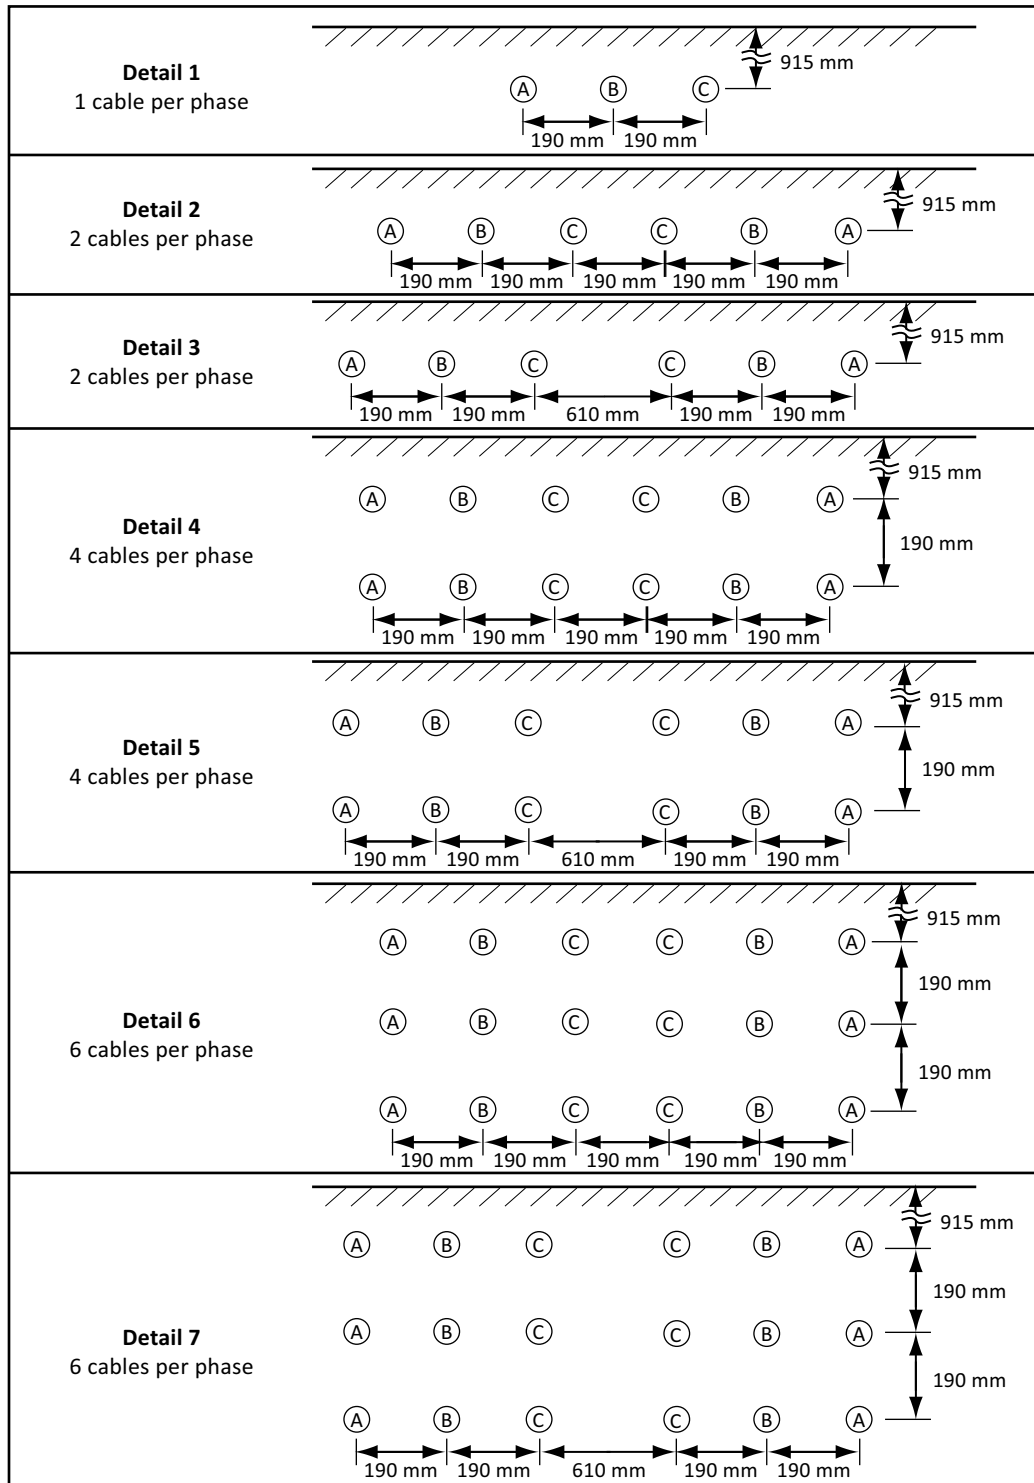 915 mm
Detail 1
1 cable per phase
A B C
190 mm 190 mm
915 mm
Detail 2
2 cables per phase
A B C C B A
190 mm 190 mm 190 mm 190 mm 190 mm
915 mm
Detail 3
2 cables per phase
A B C C B A
190 mm 190 mm 610 mm 190 mm 190 mm
915 mm
A B C C B A
Detail 4
4 cables per phase
190 mm
A B C C B A
190 mm 190 mm 190 mm 190 mm 190 mm
915 mm
A B C C B A
Detail 5
4 cables per phase
190 mm
A B C C B A
190 mm 190 mm 610 mm 190 mm 190 mm
915 mm
A B C C B A
190 mm
Detail 6
6 cables per phase
A B C C B A
190 mm
A B C C B A
190 mm 190 mm 190 mm 190 mm 190 mm
915 mm
A B C C B A
190 mm
Detail 7
6 cables per phase
A B C C B A
190 mm
A B C C B A
190 mm 190 mm 610 mm 190 mm 190 mm